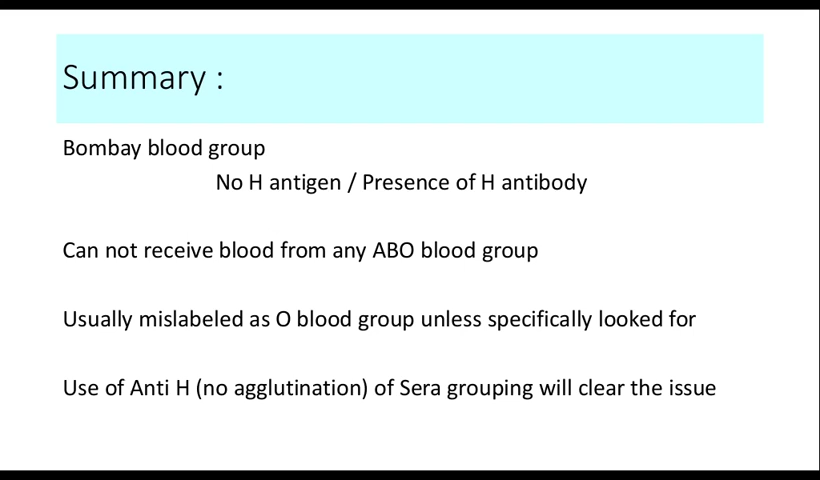 Summary :
Bombay blood group
No H antigen / Presence of H antibody
Can not receive blood from any ABO blood group
Usually mislabeled as O blood group unless specifically looked for
Use of Anti H (no agglutination) of Sera grouping will clear the issue